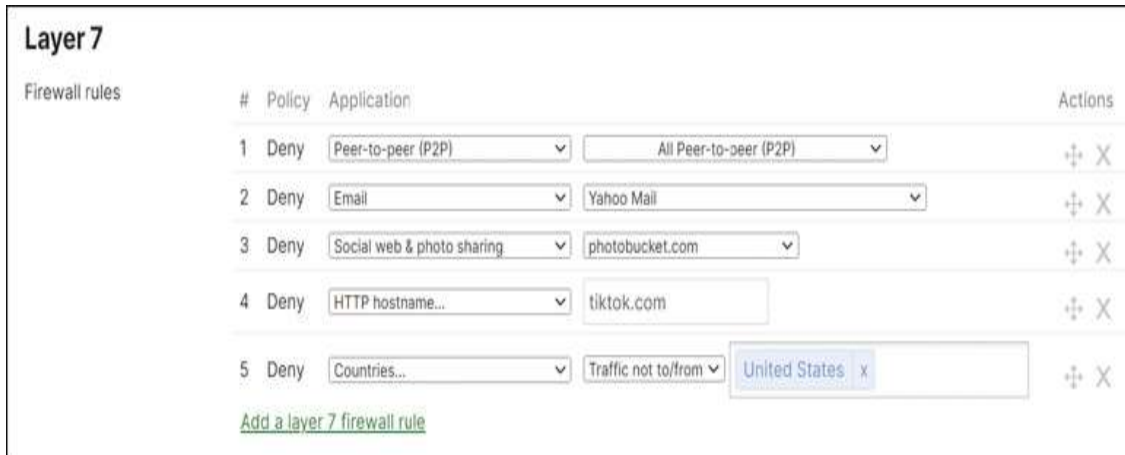 Layer 7
Firewall rules
# Policy Application Actions
1 Deny Peer-to-peer (P2P) All Peer-to-peer (P2P) X
2 Deny Email Yahoo Mail X
3 Deny Social web & photo sharing photobucket.com X
4 Deny HTTP hostname... tiktok.com X
5 Deny Countries... Traffic not to/from United States x X
Add a layer 7 firewall rule